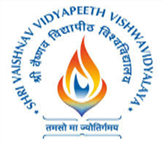 SHRI VAISHNAV VIDYAPEETH VISHWAVIDYALAYA
श्री वैष्णव विद्यापीठ विश्वविद्यालय
तमसो मा ज्योतिर्गमय